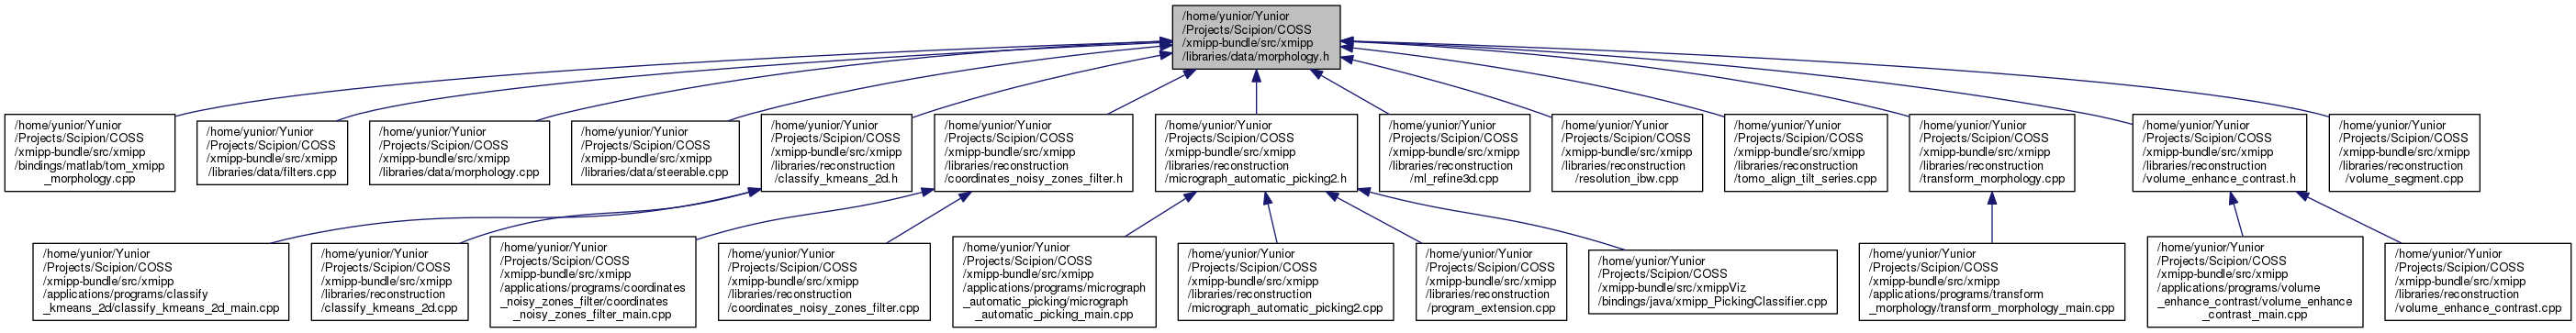 /home/yunior/Yunior
/Projects/Scipion/COSS
/xmipp-bundle/src/xmipp
/libraries/data/morphology.h
/home/yunior/Yunior
/Projects/Scipion/COSS
/xmipp-bundle/src/xmipp
/bindings/matlab/tom_xmipp
_morphology.cpp
/home/yunior/Yunior
/Projects/Scipion/COSS
/xmipp-bundle/src/xmipp
/libraries/data/filters.cpp
/home/yunior/Yunior
/Projects/Scipion/COSS
/xmipp-bundle/src/xmipp
/libraries/data/morphology.cpp
/home/yunior/Yunior
/Projects/Scipion/COSS
/xmipp-bundle/src/xmipp
/libraries/data/steerable.cpp
/home/yunior/Yunior
/Projects/Scipion/COSS
/xmipp-bundle/src/xmipp
/libraries/reconstruction
/classify_kmeans_2d.h
/home/yunior/Yunior
/Projects/Scipion/COSS
/xmipp-bundle/src/xmipp
/libraries/reconstruction
/coordinates_noisy_zones_filter.h
/home/yunior/Yunior
/Projects/Scipion/COSS
/xmipp-bundle/src/xmipp
/libraries/reconstruction
/micrograph_automatic_picking2.h
/home/yunior/Yunior
/Projects/Scipion/COSS
/xmipp-bundle/src/xmipp
/libraries/reconstruction
/ml_refine3d.cpp
/home/yunior/Yunior
/Projects/Scipion/COSS
/xmipp-bundle/src/xmipp
/libraries/reconstruction
/resolution_ibw.cpp
/home/yunior/Yunior
/Projects/Scipion/COSS
/xmipp-bundle/src/xmipp
/libraries/reconstruction
/tomo_align_tilt_series.cpp
/home/yunior/Yunior
/Projects/Scipion/COSS
/xmipp-bundle/src/xmipp
/libraries/reconstruction
/transform_morphology.cpp
/home/yunior/Yunior
/Projects/Scipion/COSS
/xmipp-bundle/src/xmipp
/libraries/reconstruction
/volume_enhance_contrast.h
/home/yunior/Yunior
/Projects/Scipion/COSS
/xmipp-bundle/src/xmipp
/libraries/reconstruction
/volume_segment.cpp
/home/yunior/Yunior
/Projects/Scipion/COSS
/xmipp-bundle/src/xmipp
/applications/programs/classify
_kmeans_2d/classify_kmeans_2d_main.cpp
/home/yunior/Yunior
/Projects/Scipion/COSS
/xmipp-bundle/src/xmipp
/libraries/reconstruction
/classify_kmeans_2d.cpp
/home/yunior/Yunior
/Projects/Scipion/COSS
/xmipp-bundle/src/xmipp
/applications/programs/coordinates
_noisy_zones_filter/coordinates
_noisy_zones_filter_main.cpp
/home/yunior/Yunior
/Projects/Scipion/COSS
/xmipp-bundle/src/xmipp
/libraries/reconstruction
/coordinates_noisy_zones_filter.cpp
/home/yunior/Yunior
/Projects/Scipion/COSS
/xmipp-bundle/src/xmipp
/applications/programs/micrograph
_automatic_picking/micrograph
_automatic_picking_main.cpp
/home/yunior/Yunior
/Projects/Scipion/COSS
/xmipp-bundle/src/xmipp
/libraries/reconstruction
/micrograph_automatic_picking2.cpp
/home/yunior/Yunior
/Projects/Scipion/COSS
/xmipp-bundle/src/xmipp
/libraries/reconstruction
/program_extension.cpp
/home/yunior/Yunior
/Projects/Scipion/COSS
/xmipp-bundle/src/xmippViz
/bindings/java/xmipp_PickingClassifier.cpp
/home/yunior/Yunior
/Projects/Scipion/COSS
/xmipp-bundle/src/xmipp
/applications/programs/transform
_morphology/transform_morphology_main.cpp
/home/yunior/Yunior
/Projects/Scipion/COSS
/xmipp-bundle/src/xmipp
/applications/programs/volume
_enhance_contrast/volume_enhance
_contrast_main.cpp
/home/yunior/Yunior
/Projects/Scipion/COSS
/xmipp-bundle/src/xmipp
/libraries/reconstruction
/volume_enhance_contrast.cpp